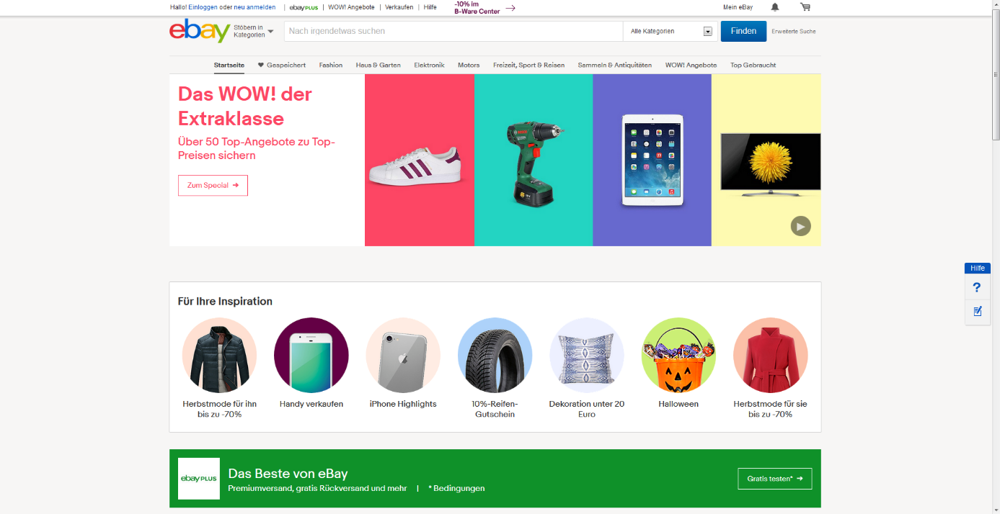 Hallo! Einloggen oder neu anmelden | ebay PLUS | WOW! Angebote | Verkaufen | Hilfe
-10% im
B-Ware Center
Mein eBay
ebay
Stöbern in
Kategorien
Nach irgendetwas suchen
Alle Kategorien
Finden
Erweiterte Suche
Startseite Gespeichert Fashion Haus & Garten Elektronik Motors Freizeit, Sport & Reisen Sammeln & Antiquitäten WOW! Angebote Top Gebraucht
Das WOW! der
Extraklasse
Über 50 Top-Angebote zu Top-
Preisen sichern
Zum Special
BOSCH
Hilfe
?
Für Ihre Inspiration
Herbstmode für ihn
bis zu -70%
Handy verkaufen
iPhone Highlights
10%-Reifen-
Gutschein
Dekoration unter 20
Euro
Halloween
Herbstmode für sie
bis zu -70%
ebay PLUS
Das Beste von eBay
Premiumversand, gratis Rückversand und mehr | * Bedingungen
Gratis testen*